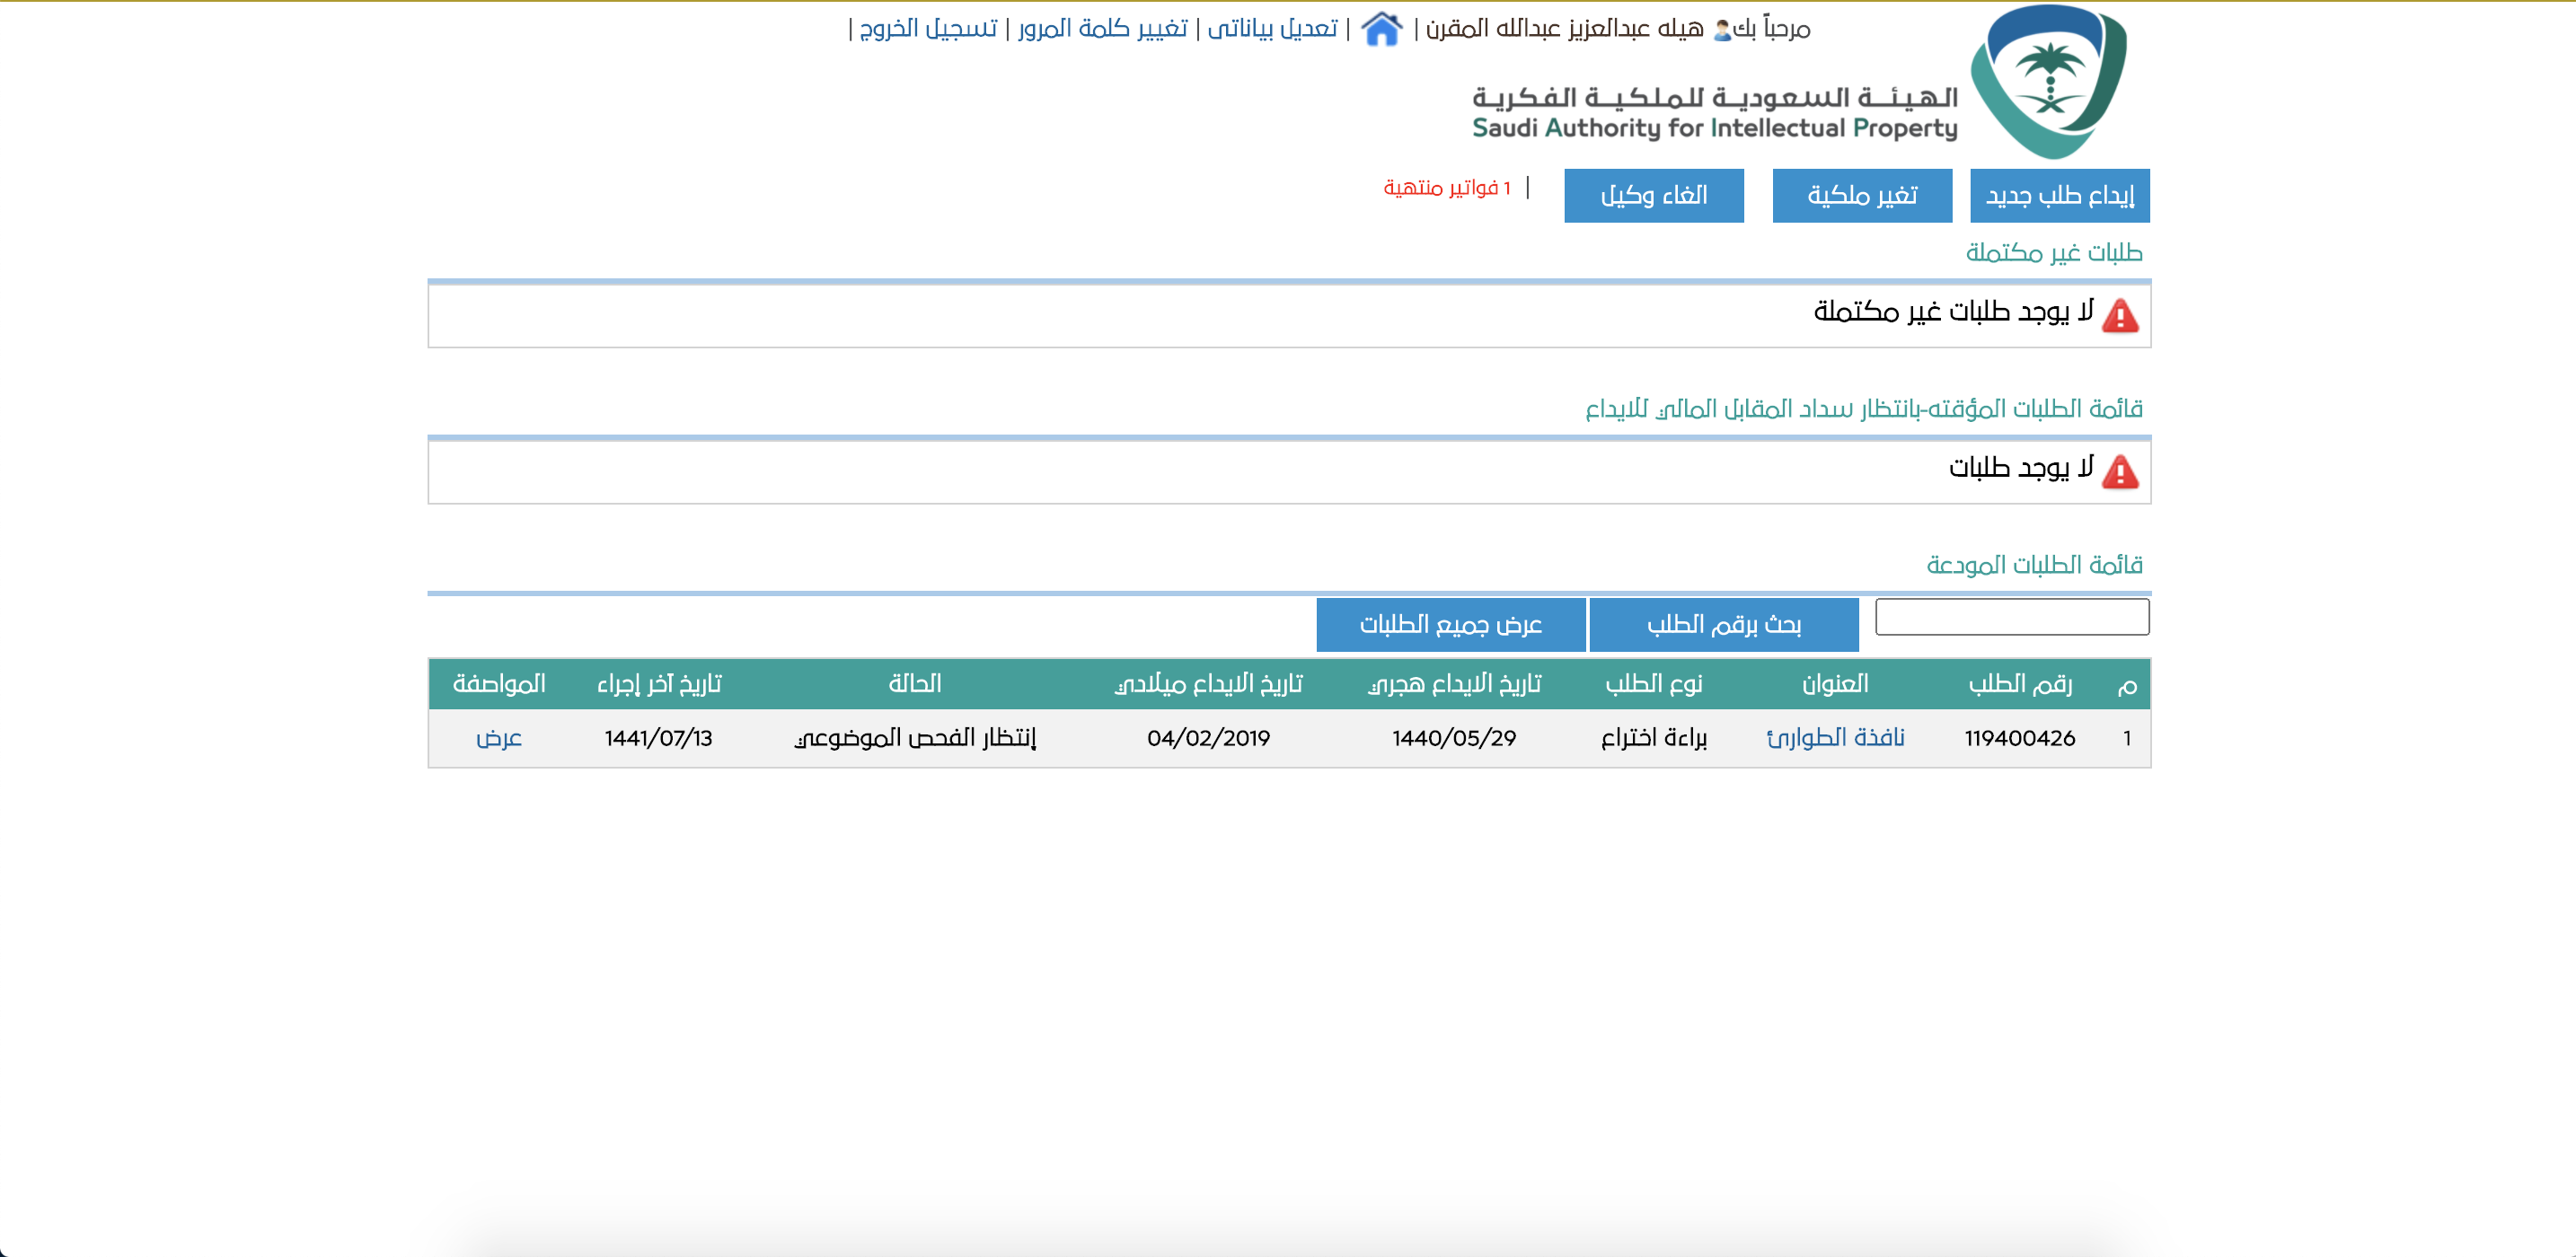 مرحباً بك هيله عبدالعزيز عبدالله المقرن | | تعديل بياناتى | تغيير كلمة المرور | تسجيل الخروج |
الهيئة السعودية للملكية الفكرية
Saudi Authority for Intellectual Property
إيداع طلب جديد تغير ملكية الغاء وكيل | 1 فواتير منتهية
طلبات غير مكتملة
لا يوجد طلبات غير مكتملة
قائمة الطلبات المؤقته-بانتظار سداد المقابل المالي للايداع
لا يوجد طلبات
قائمة الطلبات المودعة
بحث برقم الطلب عرض جميع الطلبات
م رقم الطلب العنوان نوع الطلب تاريخ الايداع هجري تاريخ الايداع ميلادي الحالة تاريخ آخر إجراء المواصفة
1 119400426 نافذة الطوارئ براءة اختراع 1440/05/29 04/02/2019 إنتظار الفحص الموضوعي 1441/07/13 عرض